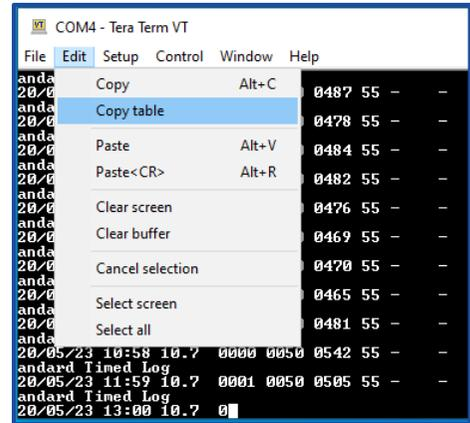 COM4 - Tera Term VT
File Edit Setup Control Window Help
anda
20/0 0487 55 - -
anda
20/0 0478 55 - -
anda
20/0 0484 55 - -
anda
20/0 0482 55 - -
anda
20/0 0476 55 - -
anda
20/0 0469 55 - -
anda
20/0 0470 55 - -
anda
20/0 0465 55 - -
anda
20/0 0481 55 - -
anda
20/05/23 10:58 10.7 0000 0050 0542 55 - -
andard Timed Log
20/05/23 11:59 10.7 0001 0050 0505 55 - -
andard Timed Log
20/05/23 13:00 10.7 0
Copy Alt+C
Copy table
Paste Alt+V
Paste<CR> Alt+R
Clear screen
Clear buffer
Cancel selection
Select screen
Select all